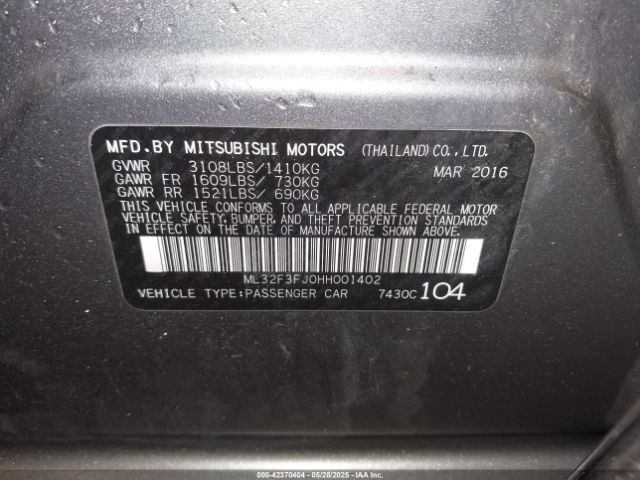 MFD.BY MITSUBISHI MOTORS (THAILAND) CO.,LTD.
GVWR 3108LBS/1410KG MAR 2016
GAWR FR 1609LBS/ 730KG
GAWR RR 1521LBS/ 690KG
THIS VEHICLE CONFORMS TO ALL APPLICABLE FEDERAL MOTOR
VEHICLE SAFETY, BUMPER, AND THEFT PREVENTION STANDARDS
IN EFFECT ON THE DATE OF MANUFACTURE SHOWN ABOVE.
ML32F3FJ0HH001402
VEHICLE TYPE:PASSENGER CAR 7430C 104
000-42370404 - 05/28/2025 - IAAI.CA